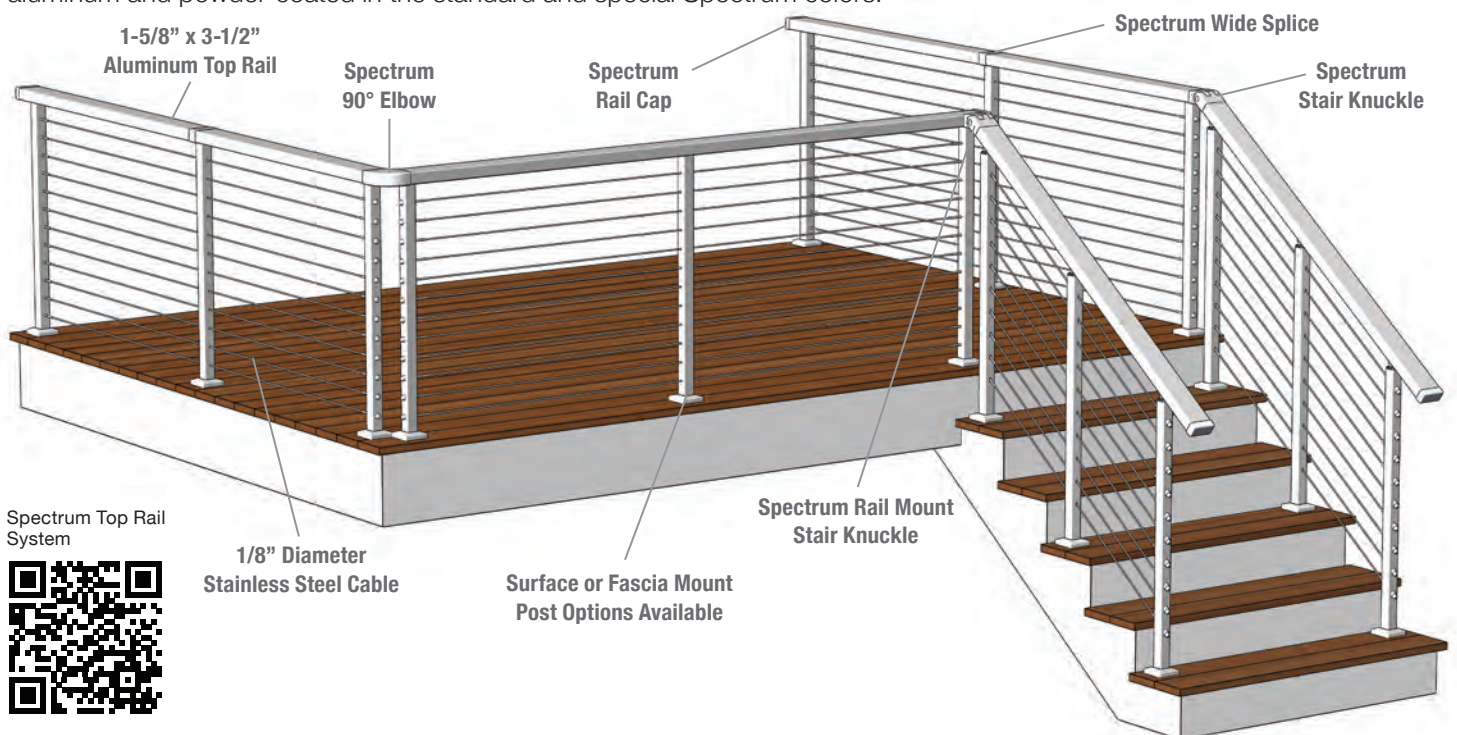 aluminum and powder-coated in the standard and special Spectrum colors.
1-5/8” x 3-1/2”
Aluminum Top Rail
Spectrum
90° Elbow
Spectrum
Rail Cap
Spectrum Wide Splice
Spectrum
Stair Knuckle
Spectrum Top Rail
System
1/8” Diameter
Stainless Steel Cable
Surface or Fascia Mount
Post Options Available
Spectrum Rail Mount
Stair Knuckle